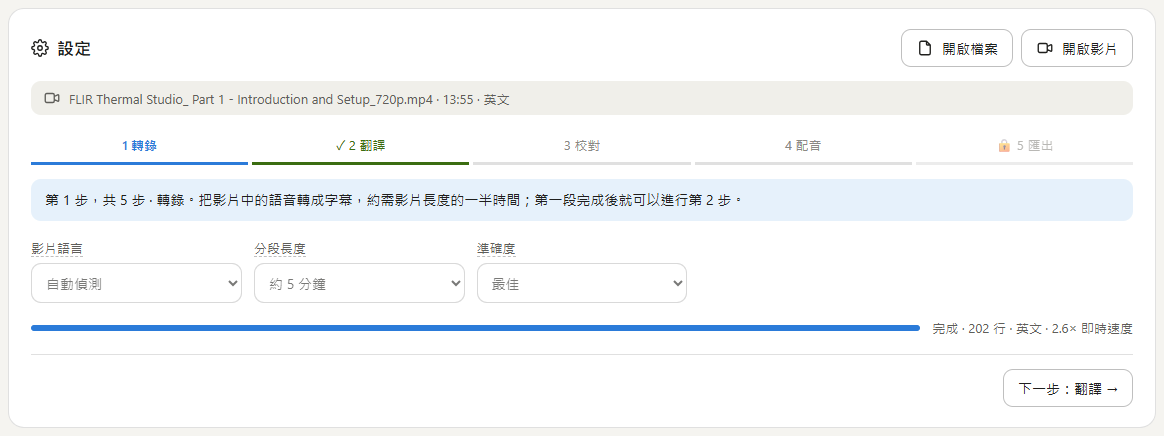 設定
開啟檔案
開啟影片
FLIR Thermal Studio_ Part 1 - Introduction and Setup_720p.mp4 · 13:55 · 英文
1 轉錄
✓ 2 翻譯
3 校對
4 配音
🔒 5 匯出
第 1 步，共 5 步 · 轉錄。把影片中的語音轉成字幕，約需影片長度的一半時間；第一段完成後就可以進行第 2 步。
影片語言
分段長度
準確度
自動偵測
約 5 分鐘
最佳
完成 · 202 行 · 英文 · 2.6× 即時速度
下一步：翻譯 →